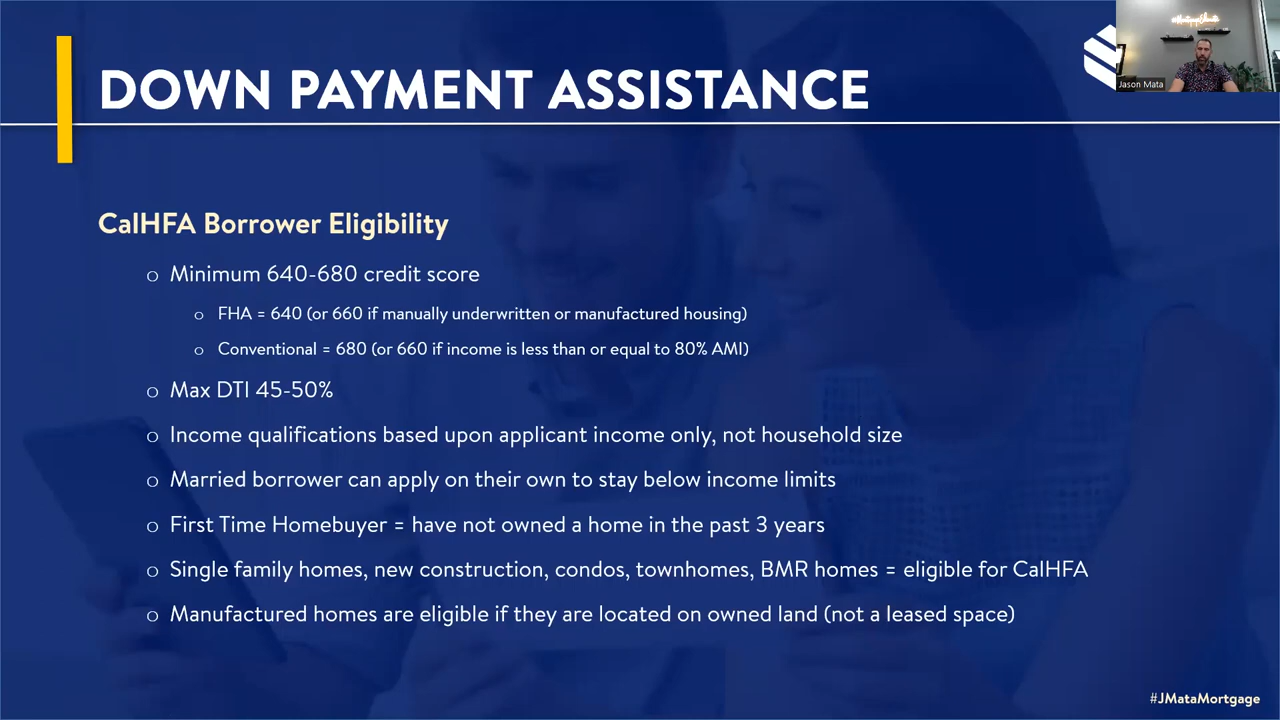 DOWN PAYMENT ASSISTANCE
Jason Mata
CalHFA Borrower Eligibility
o Minimum 640-680 credit score
o FHA = 640 (or 660 if manually underwritten or manufactured housing)
o Conventional = 680 (or 660 if income is less than or equal to 80% AMI)
o Max DTI 45-50%
o Income qualifications based upon applicant income only, not household size
o Married borrower can apply on their own to stay below income limits
o First Time Homebuyer = have not owned a home in the past 3 years
o Single family homes, new construction, condos, townhomes, BMR homes = eligible for CalHFA
o Manufactured homes are eligible if they are located on owned land (not a leased space)
#JMataMortgage